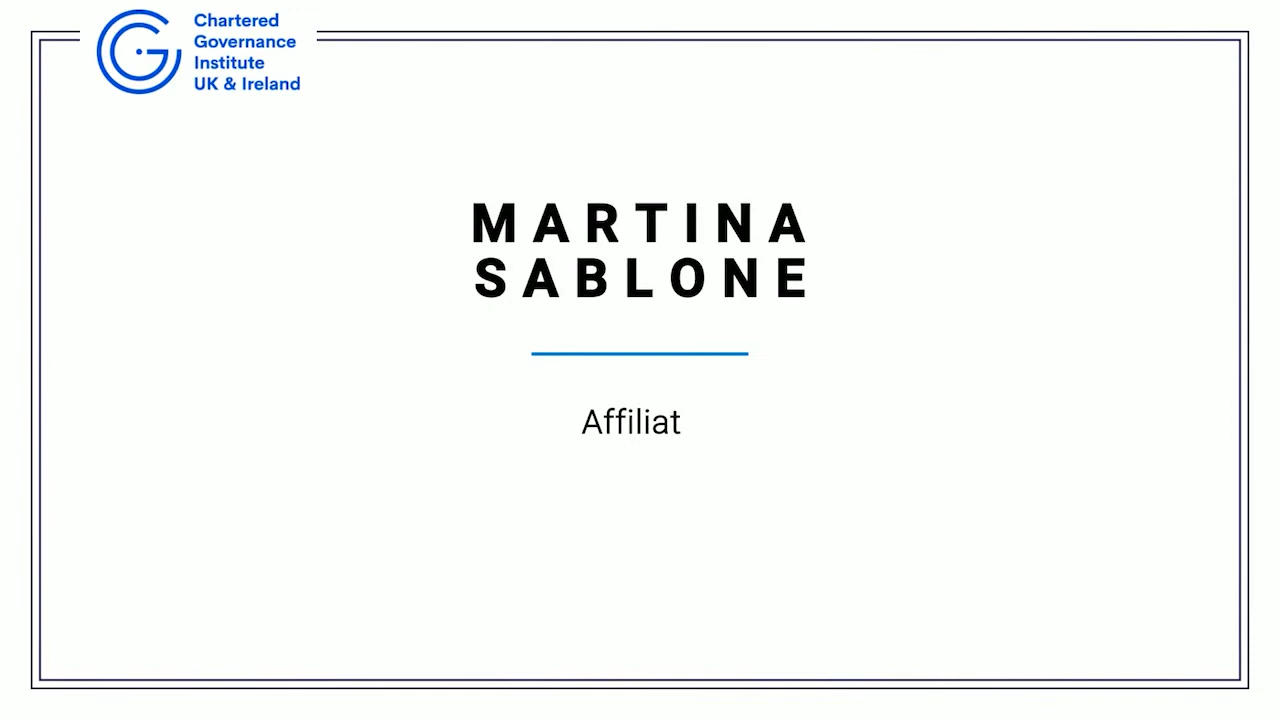 Chartered
Governance
Institute
UK & Ireland
MARTINA
SABLONE
Affiliat